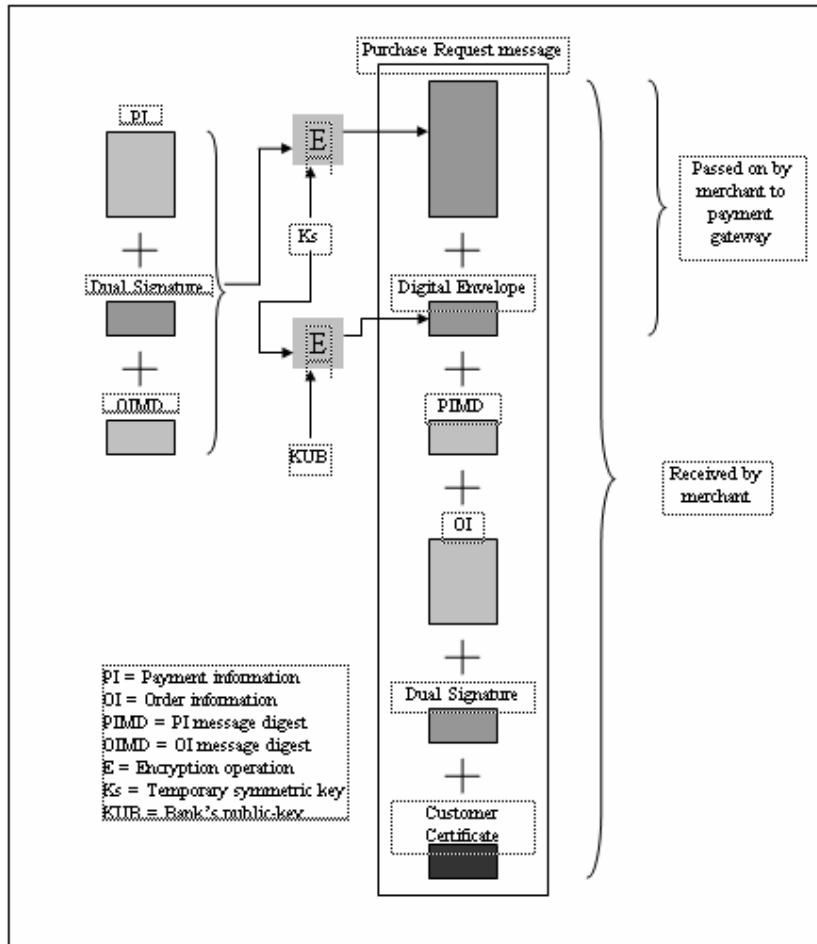 Purchase Request message
PI
E
Passed on by
merchant to
payment
gateway
Ks
Dual Signature
Digital Envelope
E
OIMD
PIMD
KUB
Received by
merchant
OI
PI = Payment information
OI = Order information
PIMD = PI message digest
OIMD = OI message digest
E = Encryption operation
Ks = Temporary symmetric key
KUB = Bank's public-key
Dual Signature
Customer
Certificate